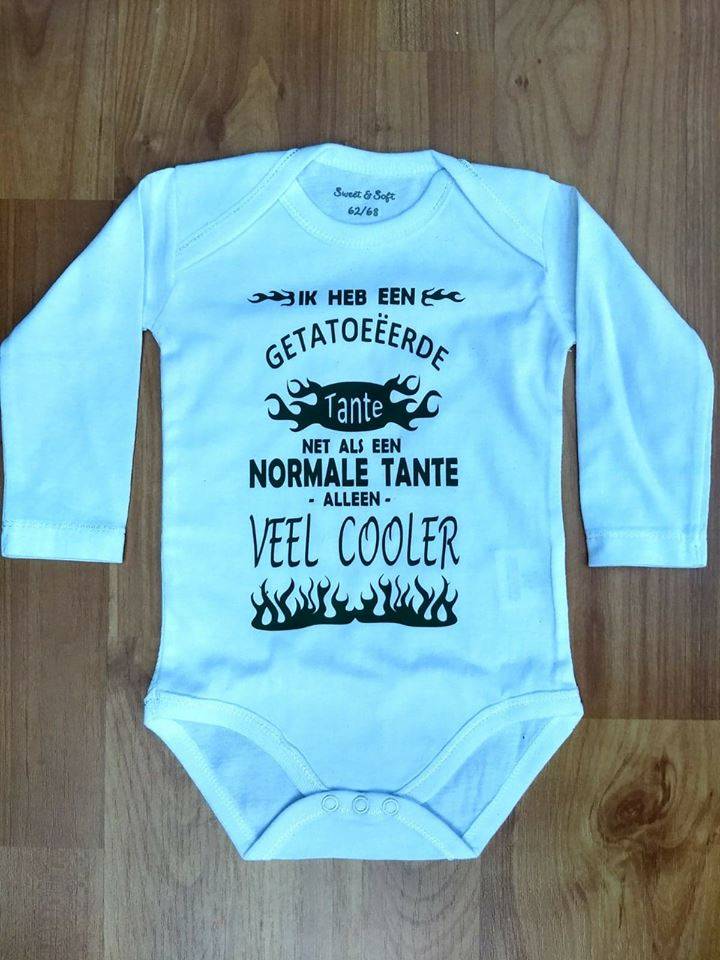 Sweet & Soft
62/68
IK HEB EEN
GETATOEËERDE
Tante
NET ALS EEN
NORMALE TANTE
- ALLEEN -
VEEL COOLER